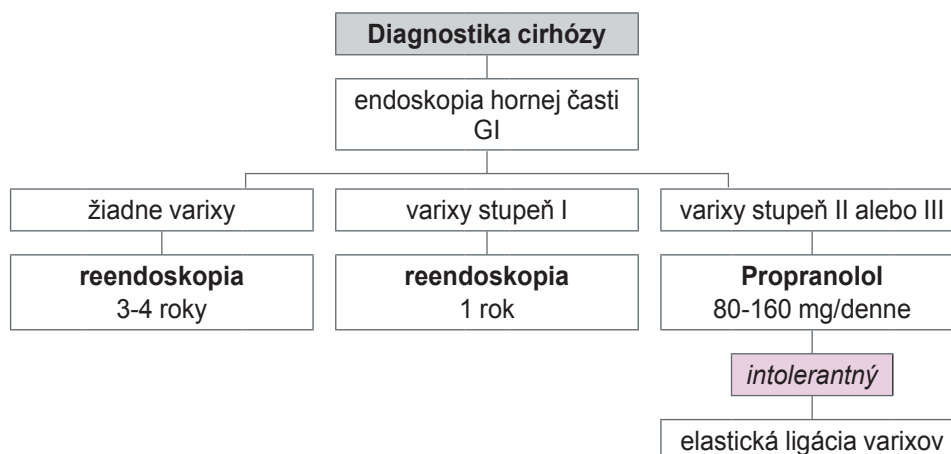 Diagnostika cirhózy
endoskopia hornej časti
GI
žiadne varixy
varixy stupeň I
varixy stupeň II alebo III
reendoskopia
3-4 roky
reendoskopia
1 rok
Propranolol
80-160 mg/denne
intolerantný
elastická ligácia varixov